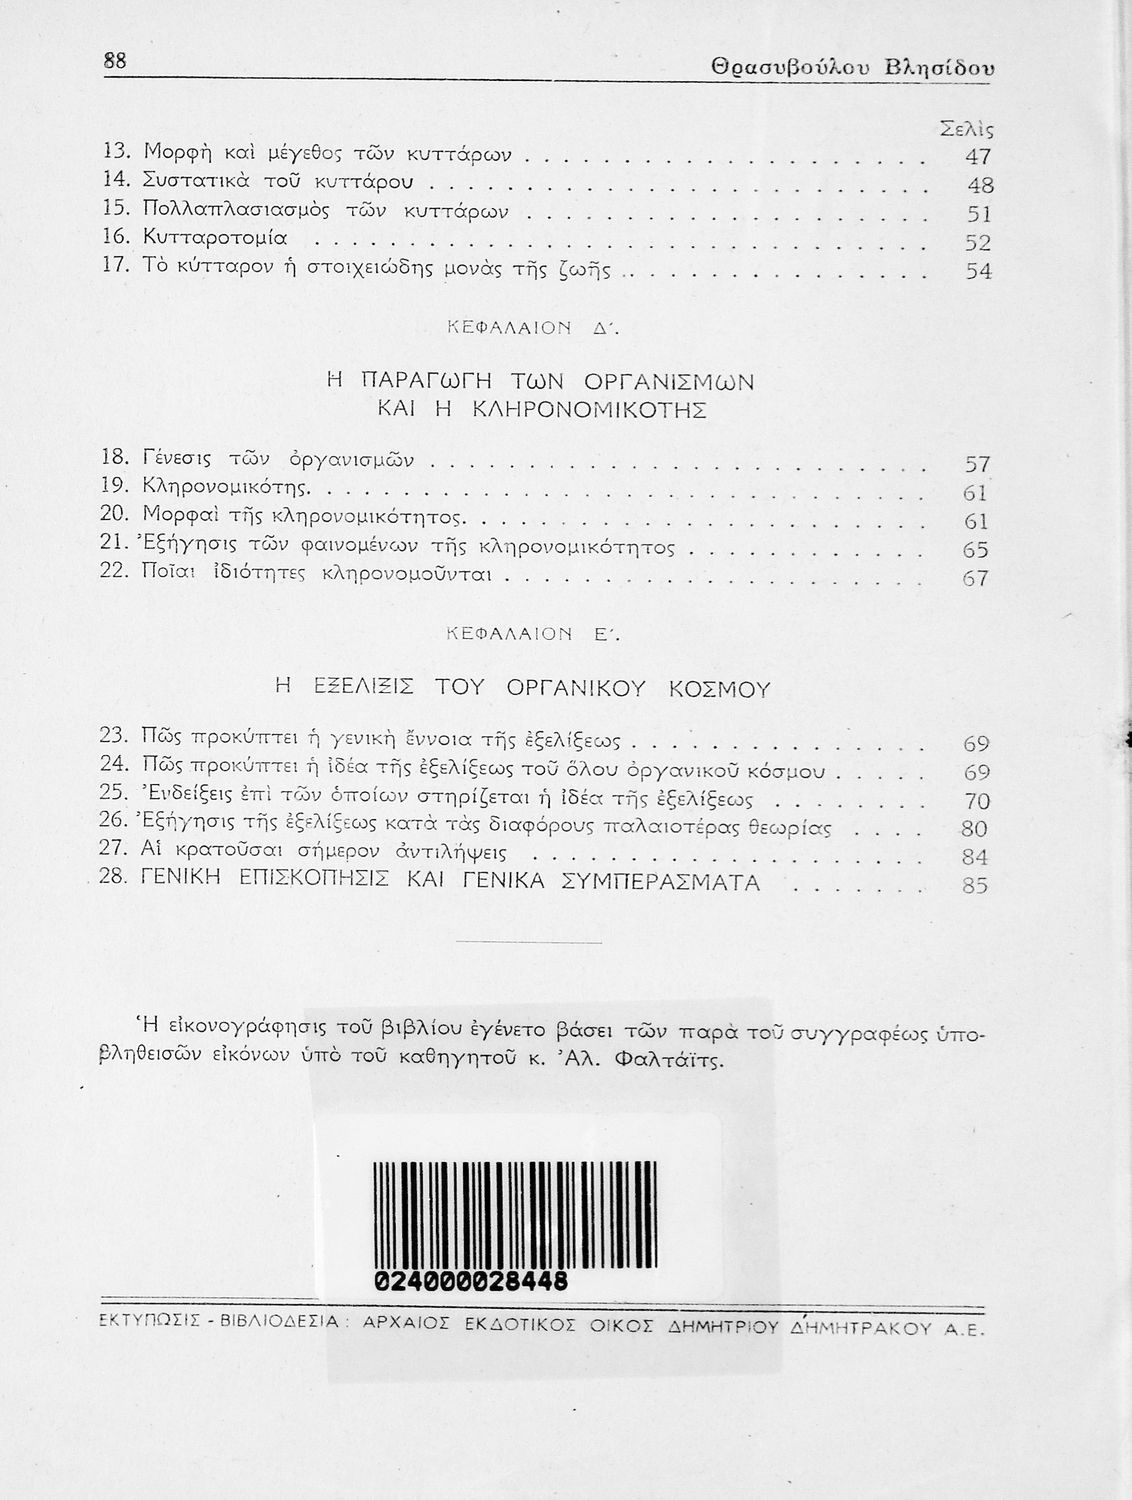 88
Θρασυβούλου Βλησίδου
Σελὶς
13. Μορφὴ καὶ μέγεθος τῶν κυττάρων . . . . . . . . . . . . . . . . . . . . . 47
14. Συστατικὰ τοῦ κυττάρου . . . . . . . . . . . . . . . . . . . . . . . . . . 48
15. Πολλαπλασιασμὸς τῶν κυττάρων . . . . . . . . . . . . . . . . . . . . . 51
16. Κυτταροτομία . . . . . . . . . . . . . . . . . . . . . . . . . . . . . . . . 52
17. Τὸ κύτταρον ἡ στοιχειώδης μονὰς τῆς ζωῆς . . . . . . . . . . . . . . . . 54
ΚΕΦΑΛΑΙΟΝ Δ΄.
Η ΠΑΡΑΓΩΓΗ ΤΩΝ ΟΡΓΑΝΙΣΜΩΝ
ΚΑΙ Η ΚΛΗΡΟΝΟΜΙΚΟΤΗΣ
18. Γένεσις τῶν ὀργανισμῶν . . . . . . . . . . . . . . . . . . . . . . . . . . 57
19. Κληρονομικότης. . . . . . . . . . . . . . . . . . . . . . . . . . . . . . . . 61
20. Μορφαὶ τῆς κληρονομικότητος. . . . . . . . . . . . . . . . . . . . . . . . 61
21. Ἐξήγησις τῶν φαινομένων τῆς κληρονομικότητος . . . . . . . . . . . . . 65
22. Ποῖαι ἰδιότητες κληρονομοῦνται . . . . . . . . . . . . . . . . . . . . . . 67
ΚΕΦΑΛΑΙΟΝ Ε΄.
Η ΕΞΕΛΙΞΙΣ ΤΟΥ ΟΡΓΑΝΙΚΟΥ ΚΟΣΜΟΥ
23. Πῶς προκύπτει ἡ γενικὴ ἔννοια τῆς ἐξελίξεως . . . . . . . . . . . . . . . 69
24. Πῶς προκύπτει ἡ ἰδέα τῆς ἐξελίξεως τοῦ ὅλου ὀργανικοῦ κόσμου . . . . . 69
25. Ἐνδείξεις ἐπὶ τῶν ὁποίων στηρίζεται ἡ ἰδέα τῆς ἐξελίξεως . . . . . . . . 70
26. Ἐξήγησις τῆς ἐξελίξεως κατὰ τὰς διαφόρους παλαιοτέρας θεωρίας . . . . 80
27. Αἱ κρατοῦσαι σήμερον ἀντιλήψεις . . . . . . . . . . . . . . . . . . . . 84
28. ΓΕΝΙΚΗ ΕΠΙΣΚΟΠΗΣΙΣ ΚΑΙ ΓΕΝΙΚΑ ΣΥΜΠΕΡΑΣΜΑΤΑ . . . . . . . 85
Ἡ εἰκονογράφησις τοῦ βιβλίου ἐγένετο βάσει τῶν παρὰ τοῦ συγγραφέως ὑπο-
βληθεισῶν εἰκόνων ὑπὸ τοῦ καθηγητοῦ κ. Ἀλ. Φαλτάϊτς.
024000028448
ΕΚΤΥΠΩΣΙΣ - ΒΙΒΛΙΟΔΕΣΙΑ : ΑΡΧΑΙΟΣ ΕΚΔΟΤΙΚΟΣ ΟΙΚΟΣ ΔΗΜΗΤΡΙΟΥ ΔΗΜΗΤΡΑΚΟΥ Α.Ε.